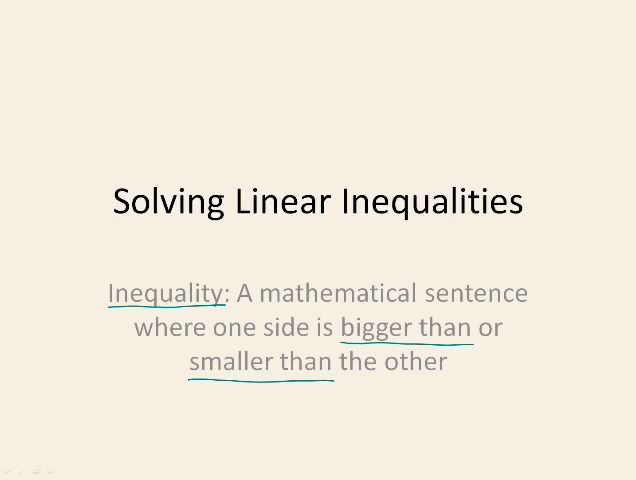 Solving Linear Inequalities
Inequality: A mathematical sentence
where one side is bigger than or
smaller than the other